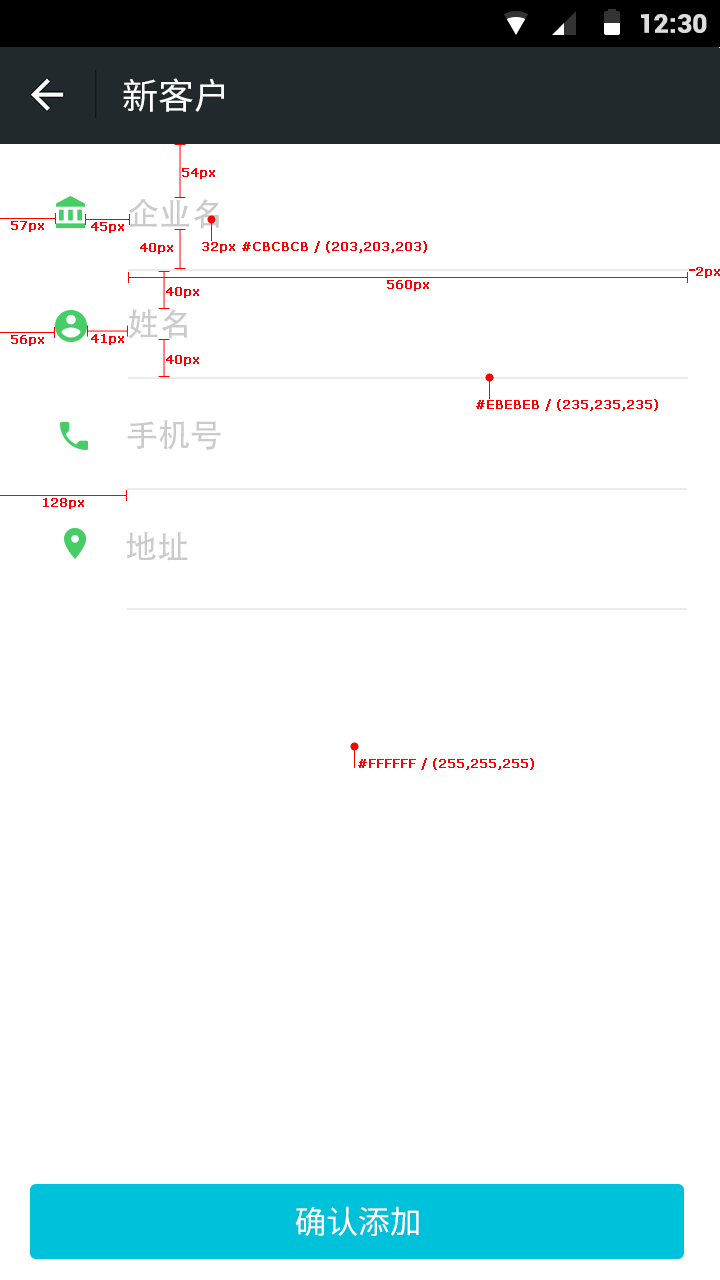 12:30
新客户
54px
企业名
57px
45px
40px
32px #CBCBCB / (203,203,203)
2px
560px
40px
姓名
56px
41px
40px
#EBEBEB / (235,235,235)
手机号
128px
地址
#FFFFFF / (255,255,255)
确认添加